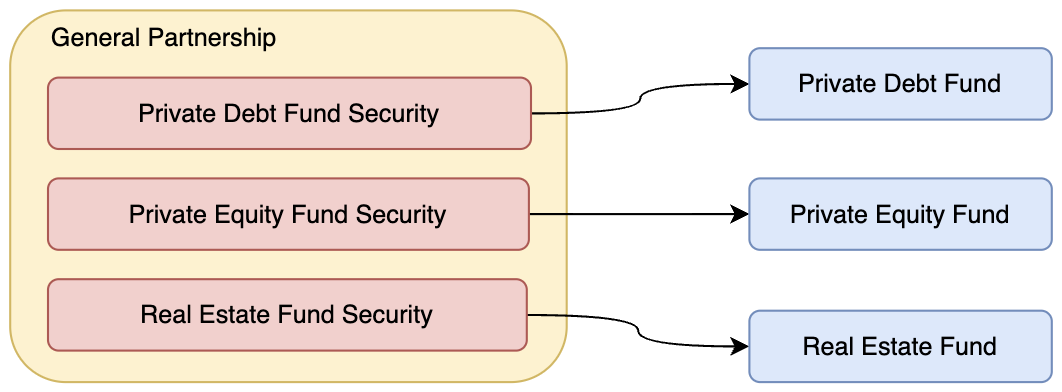 General Partnership
Private Debt Fund Security
Private Debt Fund
Private Equity Fund Security
Private Equity Fund
Real Estate Fund Security
Real Estate Fund